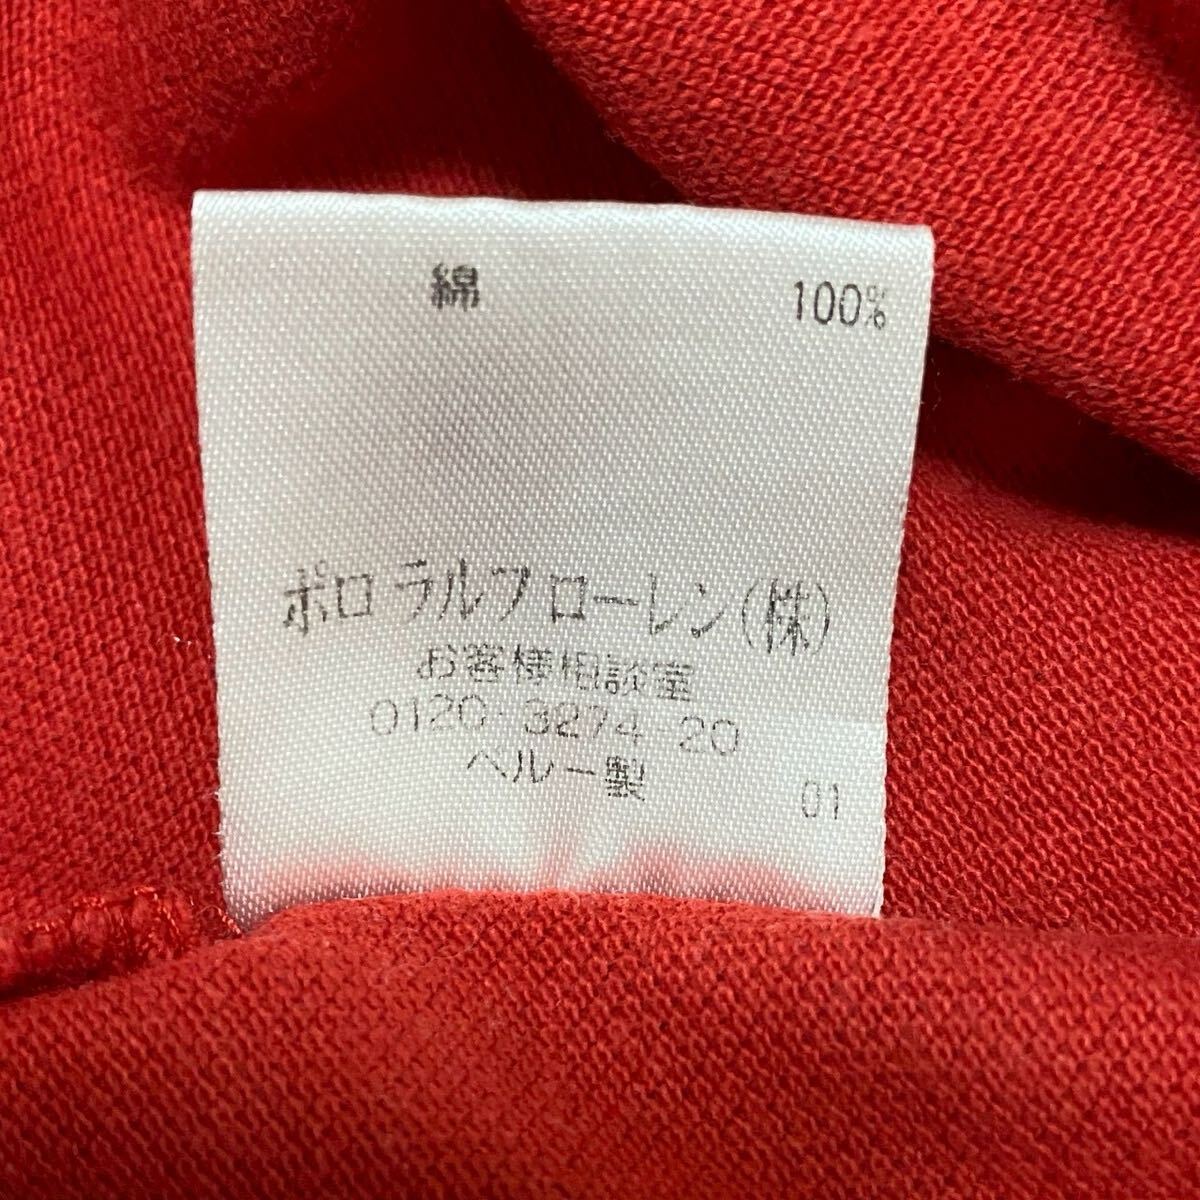 綿 100%
ポロ ラルフ ローレン(株)
お客様相談室
0120-3274-20
ペルー製
01